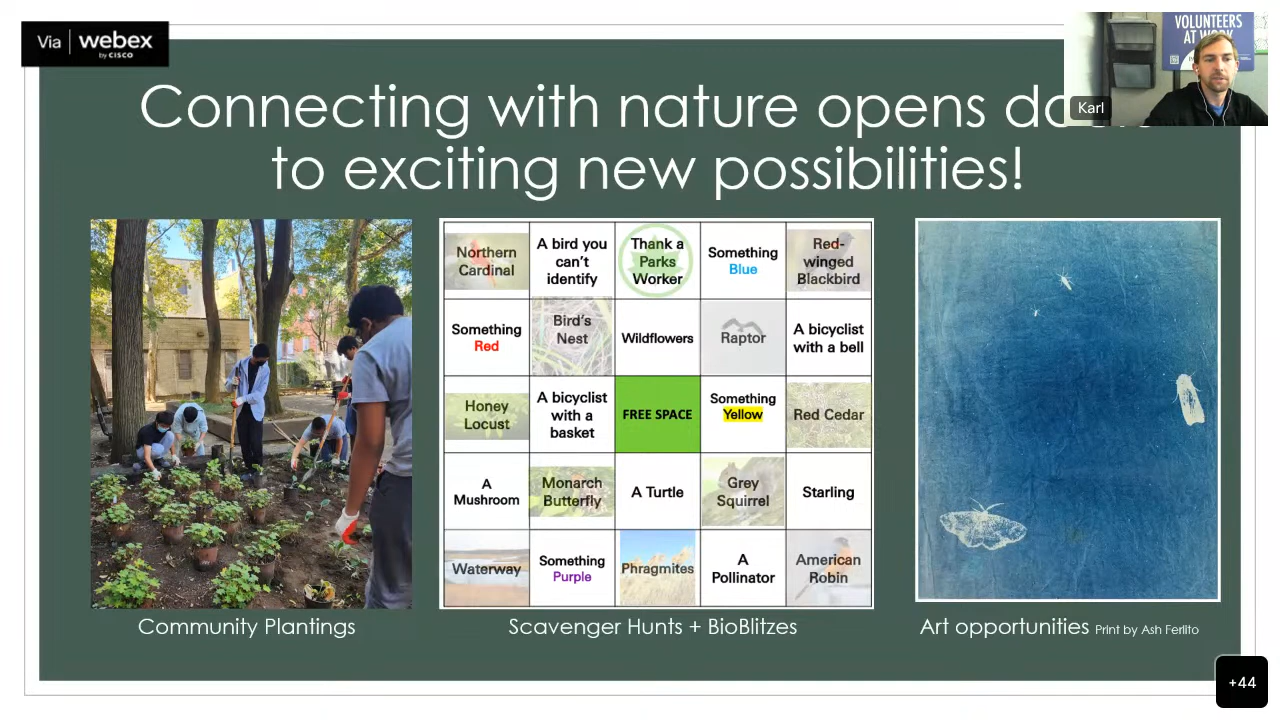 Via webex
by CISCO
VOLUNTEERS
AT WORK
Karl
Connecting with nature opens
to exciting new possibilities!
Northern
Cardinal
A bird you
can't
identify
Thank a
Parks
Worker
Something
Blue
Red-
winged
Blackbird
Something
Red
Bird's
Nest
Wildflowers
Raptor
A bicyclist
with a bell
Honey
Locust
A bicyclist
with a
basket
FREE SPACE
Something
Yellow
Red Cedar
A
Mushroom
Monarch
Butterfly
A Turtle
Grey
Squirrel
Starling
Waterway
Something
Purple
Phragmites
A
Pollinator
American
Robin
Community Plantings
Scavenger Hunts + BioBlitzes
Art opportunities Print by Ash Ferlito
+44